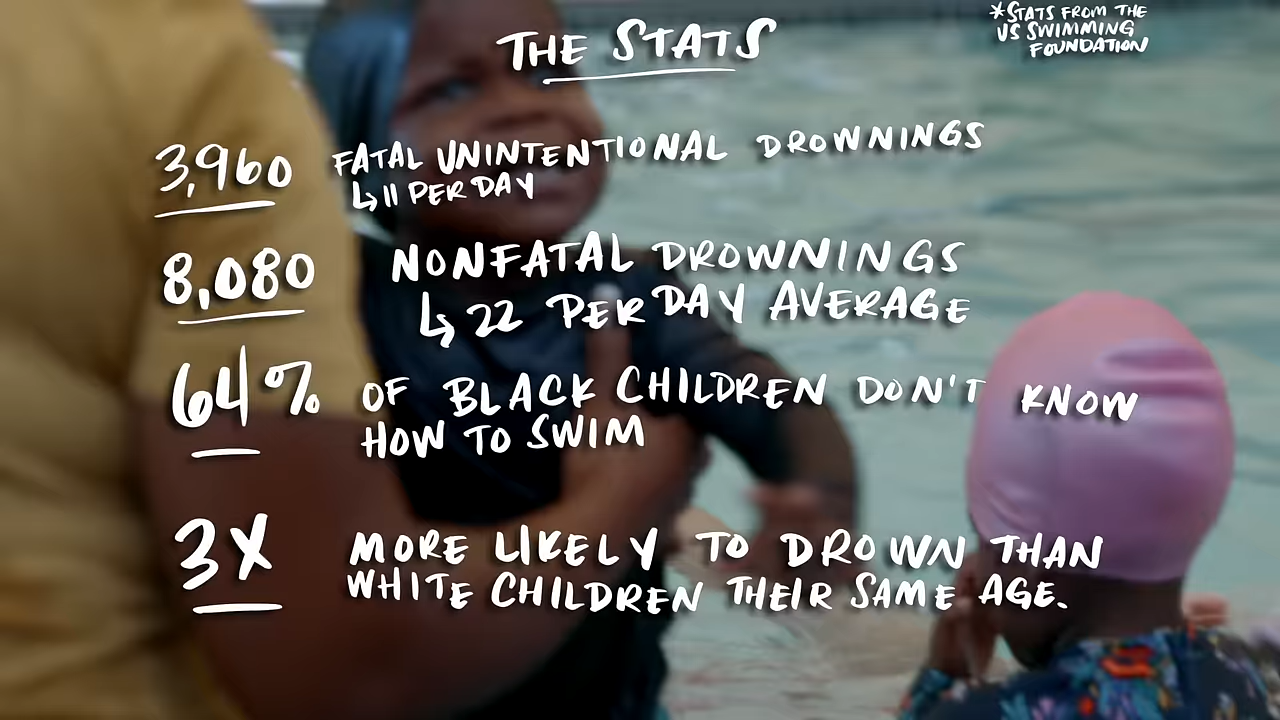 THE STATS
*STATS FROM THE
US SWIMMING
FOUNDATION
3,960 FATAL UNINTENTIONAL DROWNINGS
↳11 PER DAY
8,080 NONFATAL DROWNINGS
↳22 PER DAY AVERAGE
64% OF BLACK CHILDREN DON'T KNOW
HOW TO SWIM
3X MORE LIKELY TO DROWN THAN
WHITE CHILDREN THEIR SAME AGE.